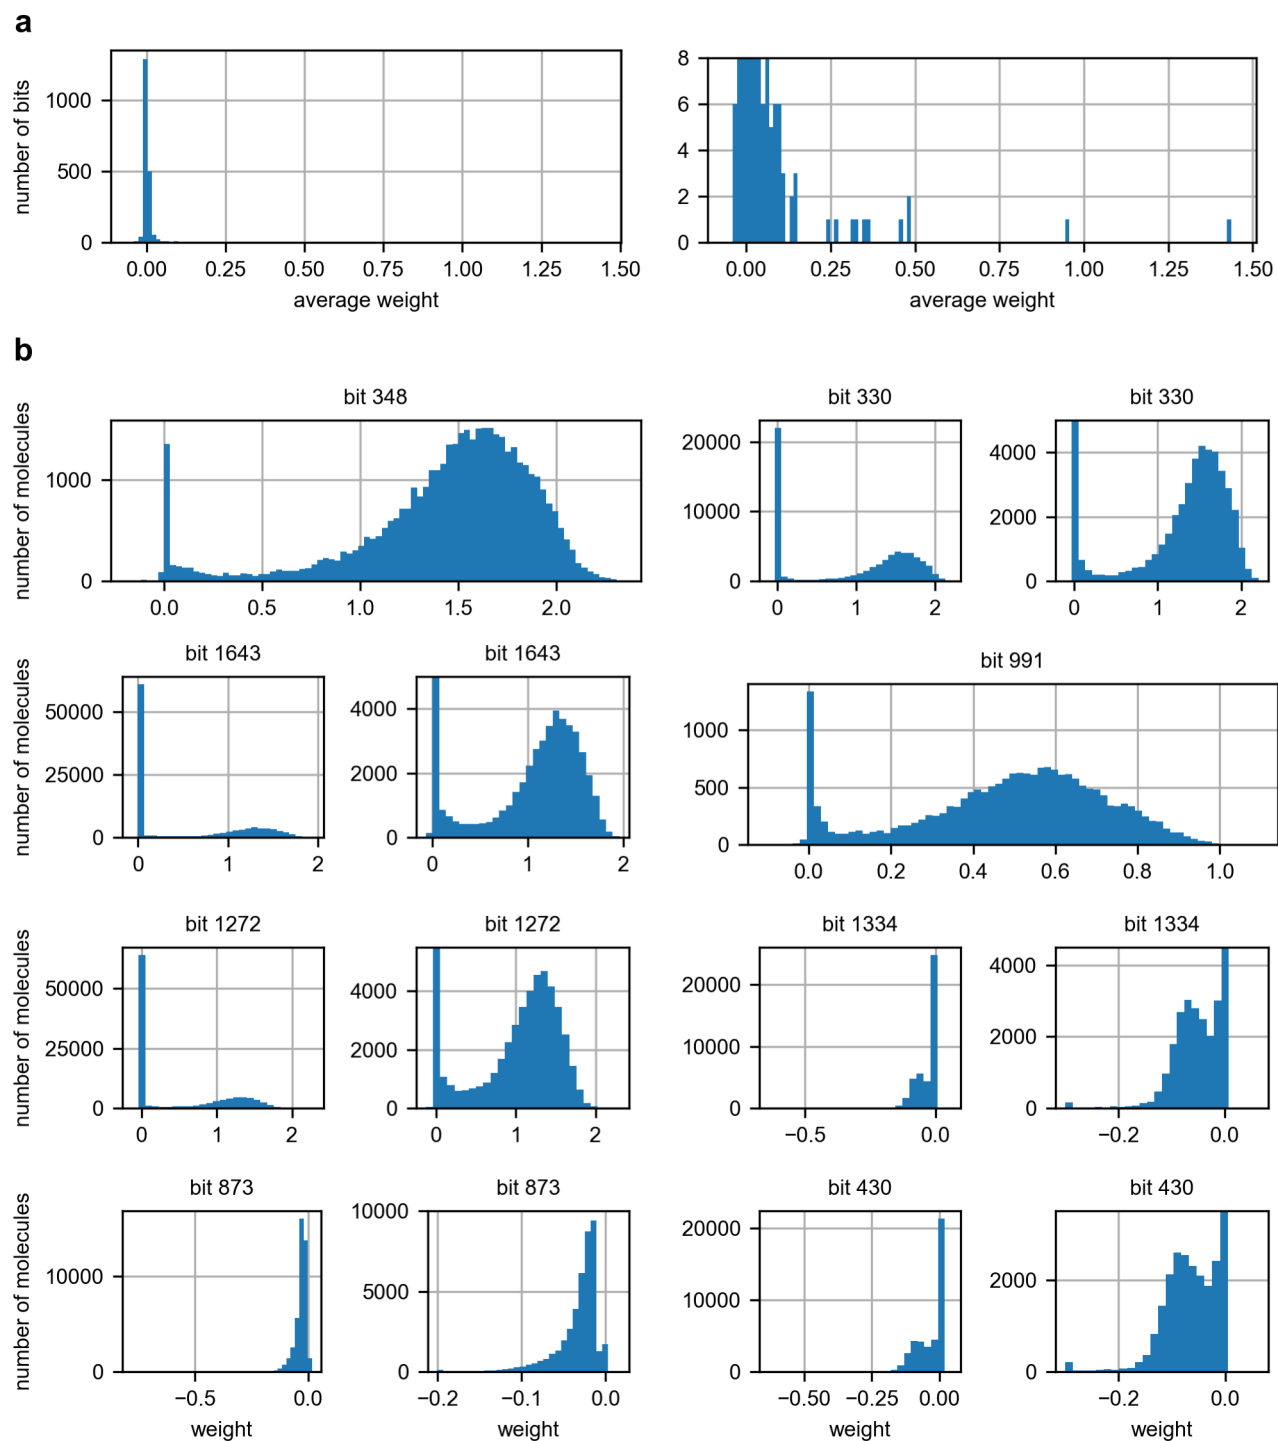 a
number of bits
1000
500
0
0.00 0.25 0.50 0.75 1.00 1.25 1.50
average weight
8
6
4
2
0
0.00 0.25 0.50 0.75 1.00 1.25 1.50
average weight
b
bit 348
number of molecules
1000
0
0.0 0.5 1.0 1.5 2.0
bit 330
20000
10000
0
0 1 2
bit 330
4000
2000
0
0 1 2
bit 1643
number of molecules
50000
25000
0
0 1 2
bit 1643
4000
2000
0
0 1 2
bit 991
1000
500
0
0.0 0.2 0.4 0.6 0.8 1.0
bit 1272
number of molecules
50000
25000
0
0 1 2
bit 1272
4000
2000
0
0 1 2
bit 1334
20000
10000
0
−0.5 0.0
bit 1334
4000
2000
0
−0.2 0.0
bit 873
number of molecules
10000
0
−0.5 0.0
weight
bit 873
10000
5000
0
−0.2 −0.1 0.0
weight
bit 430
20000
10000
0
−0.50 −0.25 0.00
weight
bit 430
2000
0
−0.2 0.0
weight